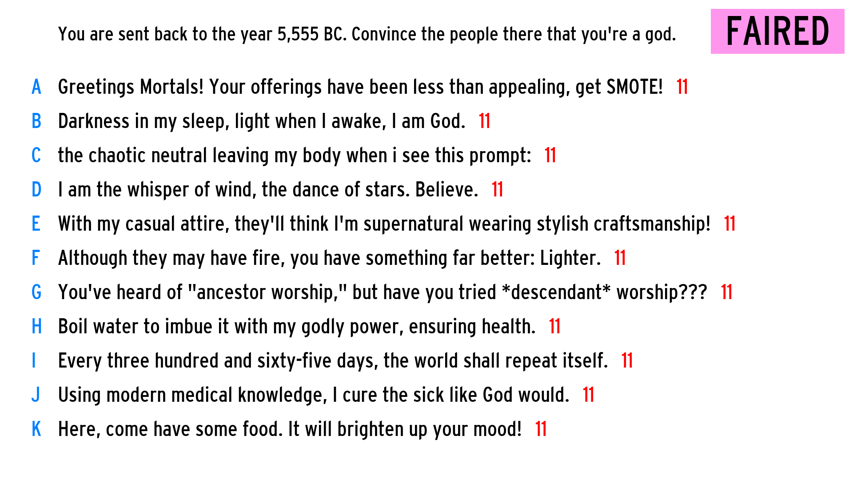 You are sent back to the year 5,555 BC. Convince the people there that you're a god.
FAIRED
A Greetings Mortals! Your offerings have been less than appealing, get SMOTE! 11
B Darkness in my sleep, light when I awake, I am God. 11
C the chaotic neutral leaving my body when i see this prompt: 11
D I am the whisper of wind, the dance of stars. Believe. 11
E With my casual attire, they'll think I'm supernatural wearing stylish craftsmanship! 11
F Although they may have fire, you have something far better: Lighter. 11
G You've heard of "ancestor worship," but have you tried *descendant* worship??? 11
H Boil water to imbue it with my godly power, ensuring health. 11
I Every three hundred and sixty-five days, the world shall repeat itself. 11
J Using modern medical knowledge, I cure the sick like God would. 11
K Here, come have some food. It will brighten up your mood! 11